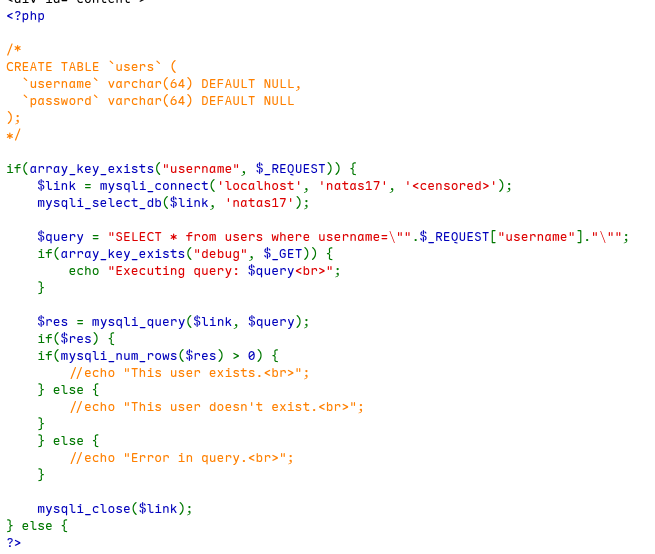 <div id="content">
<?php

/*
CREATE TABLE `users` (
  `username` varchar(64) DEFAULT NULL,
  `password` varchar(64) DEFAULT NULL
);
*/

if(array_key_exists("username", $_REQUEST)) {
    $link = mysqli_connect('localhost', 'natas17', '<censored>');
    mysqli_select_db($link, 'natas17');

    $query = "SELECT * from users where username=\"".$_REQUEST["username"]."\"";
    if(array_key_exists("debug", $_GET)) {
        echo "Executing query: $query<br>";
    }

    $res = mysqli_query($link, $query);
    if($res) {
    if(mysqli_num_rows($res) > 0) {
        //echo "This user exists.<br>";
    } else {
        //echo "This user doesn't exist.<br>";
    }
    } else {
        //echo "Error in query.<br>";
    }

    mysqli_close($link);
} else {
?>